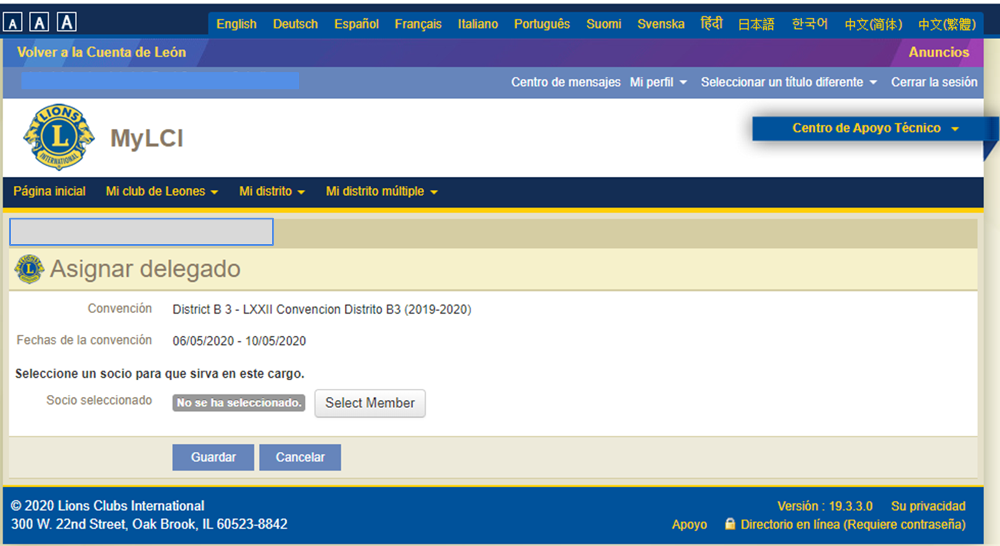 A A A English Deutsch Español Français Italiano Português Suomi Svenska हिंदी 日本語 한국어 中文(简体) 中文(繁體)
Volver a la Cuenta de León Anuncios
Centro de mensajes Mi perfil Seleccionar un título diferente Cerrar la sesión
LIONS L INTERNATIONAL
MyLCI
Centro de Apoyo Técnico
Página inicial Mi club de Leones Mi distrito Mi distrito múltiple
L Asignar delegado
Convención District B 3 - LXXII Convencion Distrito B3 (2019-2020)
Fechas de la convención 06/05/2020 - 10/05/2020
Seleccione un socio para que sirva en este cargo.
Socio seleccionado No se ha seleccionado. Select Member
Guardar Cancelar
© 2020 Lions Clubs International Versión : 19.3.3.0 Su privacidad
300 W. 22nd Street, Oak Brook, IL 60523-8842 Apoyo Directorio en línea (Requiere contraseña)